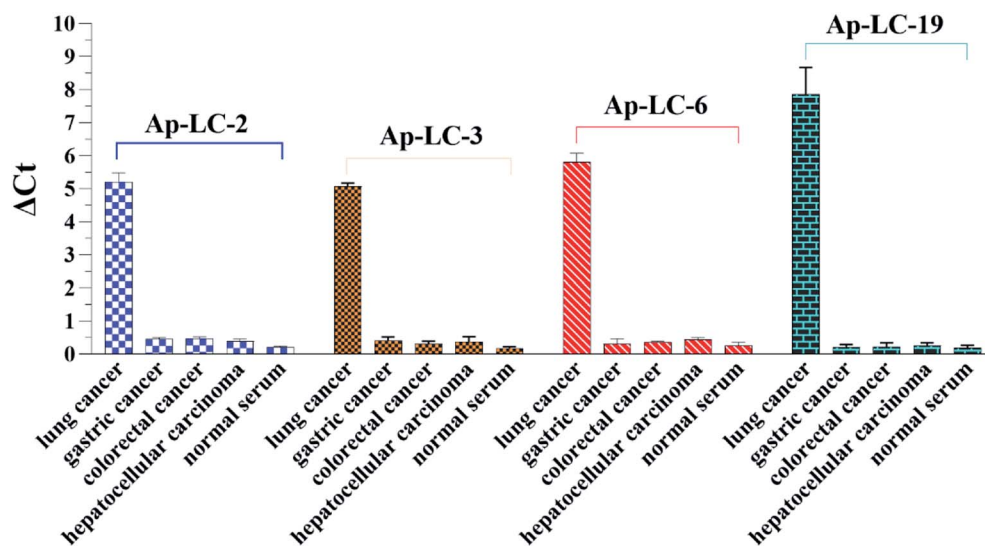 10
9
8
7
6
5
4
3
2
1
0
ΔCt
Ap-LC-2
Ap-LC-3
Ap-LC-6
Ap-LC-19
lung cancer
gastric cancer
colorectal cancer
hepatocellular carcinoma
normal serum
lung cancer
gastric cancer
colorectal cancer
hepatocellular carcinoma
normal serum
lung cancer
gastric cancer
colorectal cancer
hepatocellular carcinoma
normal serum
lung cancer
gastric cancer
colorectal cancer
hepatocellular carcinoma
normal serum